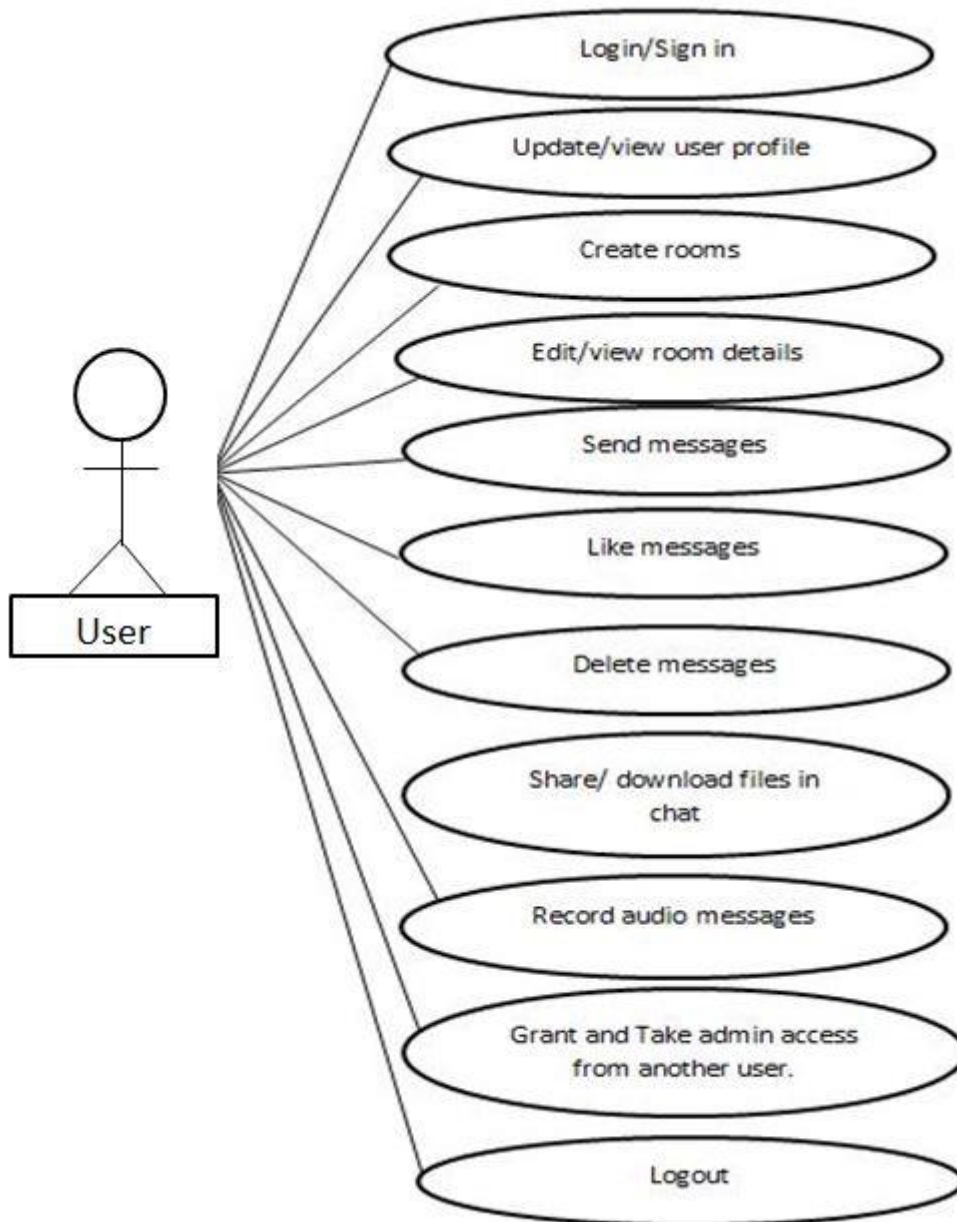 Login/Sign in
Update/view user profile
Create rooms
Edit/view room details
Send messages
Like messages
User
Delete messages
Share/ download files in
chat
Record audio messages
Grant and Take admin access
from another user.
Logout